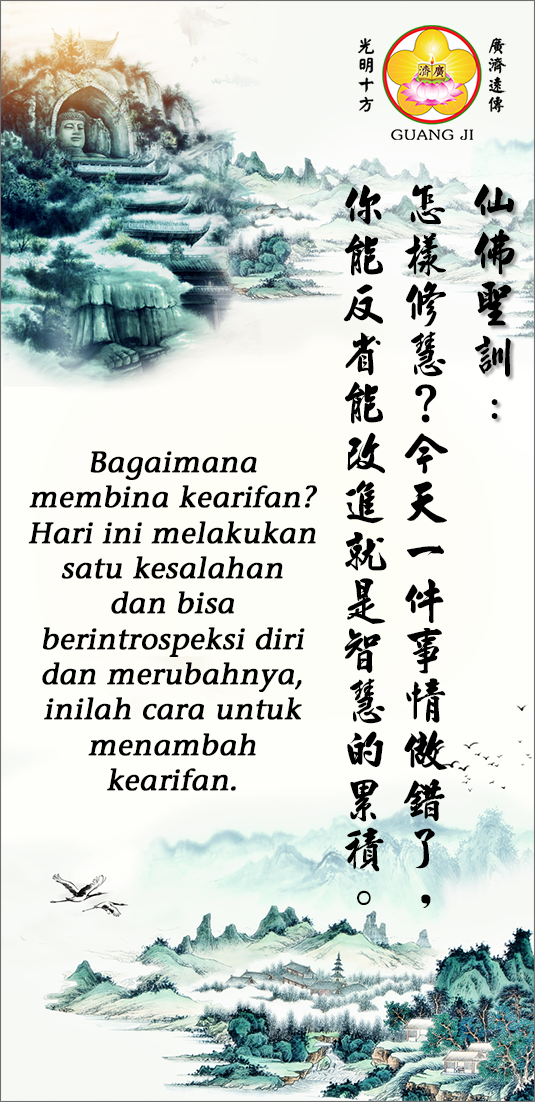 廣濟遠傳
光明十方
廣濟
GUANG JI
仙佛聖訓：
怎樣修慧？今天一件事情做錯了，
你能反省能改進就是智慧的累積。
Bagaimana
membina kearifan?
Hari ini melakukan
satu kesalahan
dan bisa
berintrospeksi diri
dan merubahnya,
inilah cara untuk
menambah
kearifan.